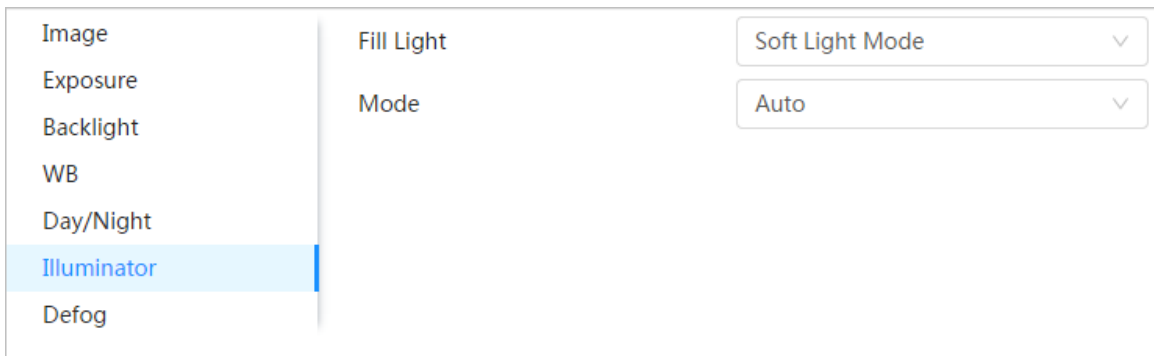 Image
Exposure
Backlight
WB
Day/Night
Illuminator
Defog
Fill Light
Soft Light Mode
Mode
Auto